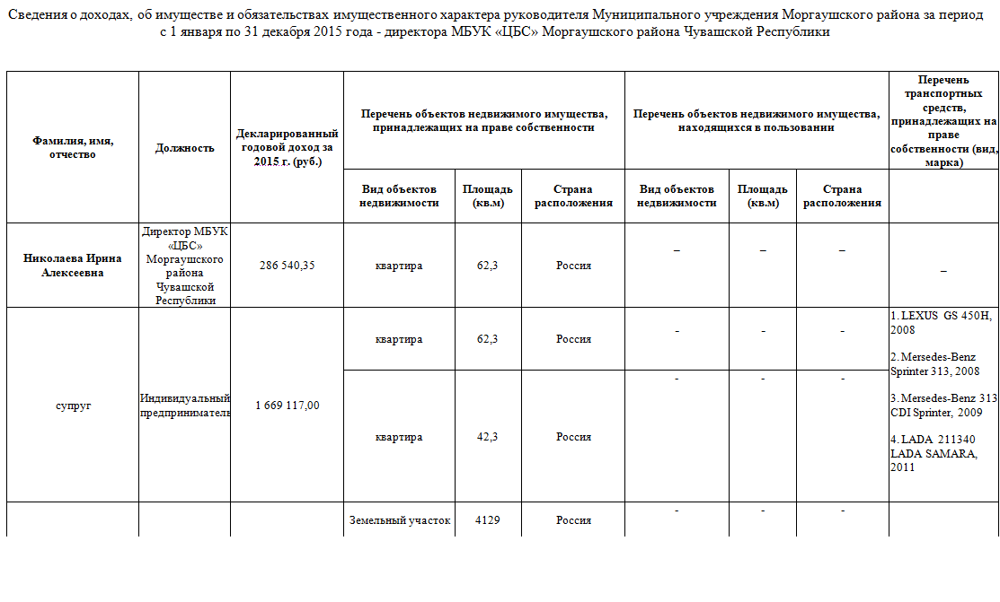 Сведения о доходах, об имуществе и обязательствах имущественного характера руководителя Муниципального учреждения Моргаушского района за период
с 1 января по 31 декабря 2015 года - директора МБУК «ЦБС» Моргаушского района Чувашской Республики
Фамилия, имя,
отчество
Должность
Декларированный
годовой доход за
2015 г. (руб.)
Перечень объектов недвижимого имущества,
принадлежащих на праве собственности
Перечень объектов недвижимого имущества,
находящихся в пользовании
Перечень
транспортных
средств,
принадлежащих на
праве
собственности (вид,
марка)
Вид объектов
недвижимости
Площадь
(кв.м)
Страна
расположения
Вид объектов
недвижимости
Площадь
(кв.м)
Страна
расположения
Николаева Ирина
Алексеевна
Директор МБУК
«ЦБС»
Моргаушского
района
Чувашской
Республики
286 540,35
квартира
62,3
Россия
–
–
–
–
супруг
Индивидуальный
предприниматель
1 669 117,00
квартира
62,3
Россия
-
-
-
1. LEXUS GS 450H,
2008
2. Mersedes-Benz
Sprinter 313, 2008
3. Mersedes-Benz 313
CDI Sprinter, 2009
4. LADA 211340
LADA SAMARA,
2011
квартира
42,3
Россия
-
-
-
Земельный участок
4129
Россия
-
-
-